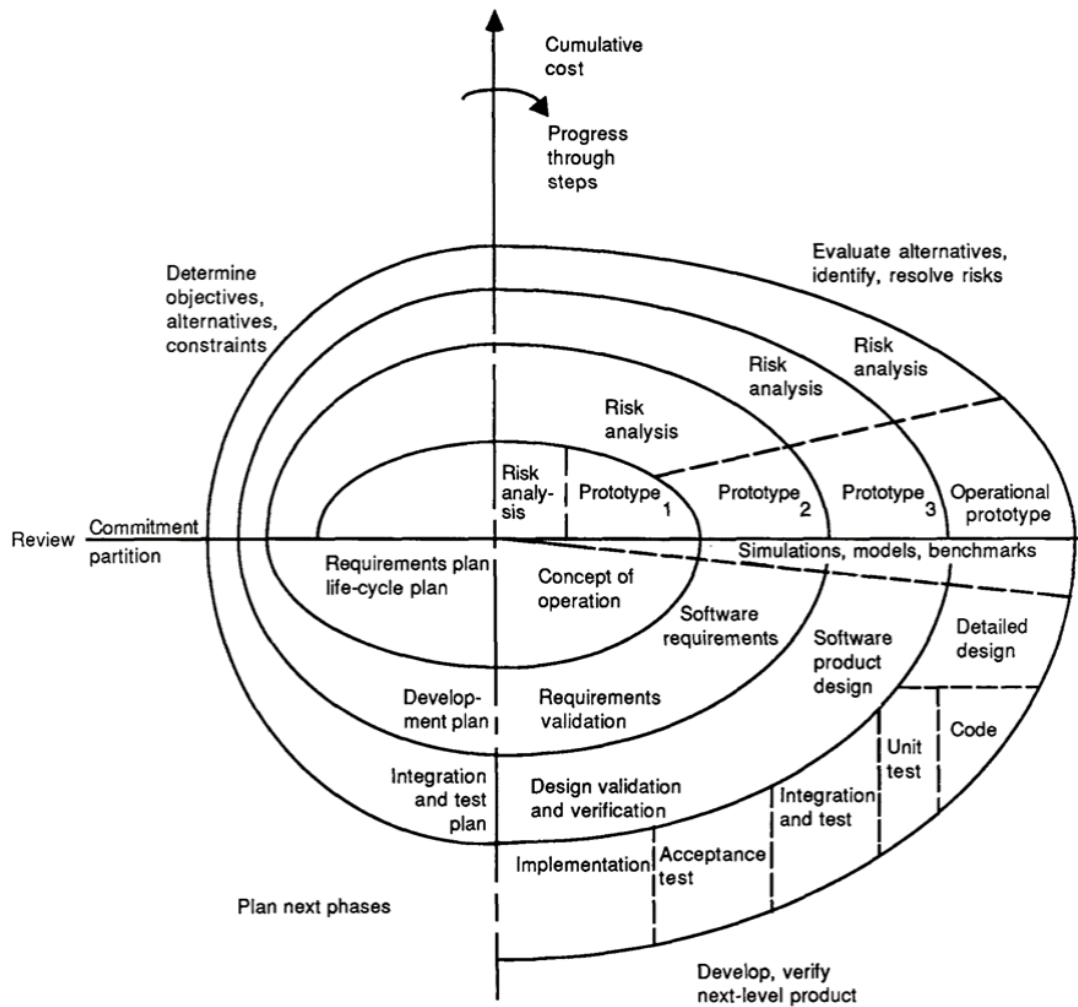 Cumulative
cost
Progress
through
steps
Determine
objectives,
alternatives,
constraints
Evaluate alternatives,
identify, resolve risks
Risk
analysis
Risk
analysis
Risk
analysis
Risk
analy-
sis
Prototype 1
Prototype 2
Prototype 3
Operational
prototype
Review
Commitment
partition
Simulations, models, benchmarks
Requirements plan
life-cycle plan
Concept of
operation
Software
requirements
Software
product
design
Detailed
design
Develop-
ment plan
Requirements
validation
Code
Unit
test
Integration
and test
plan
Design validation
and verification
Integration
and test
Acceptance
test
Implementation
Plan next phases
Develop, verify
next-level product